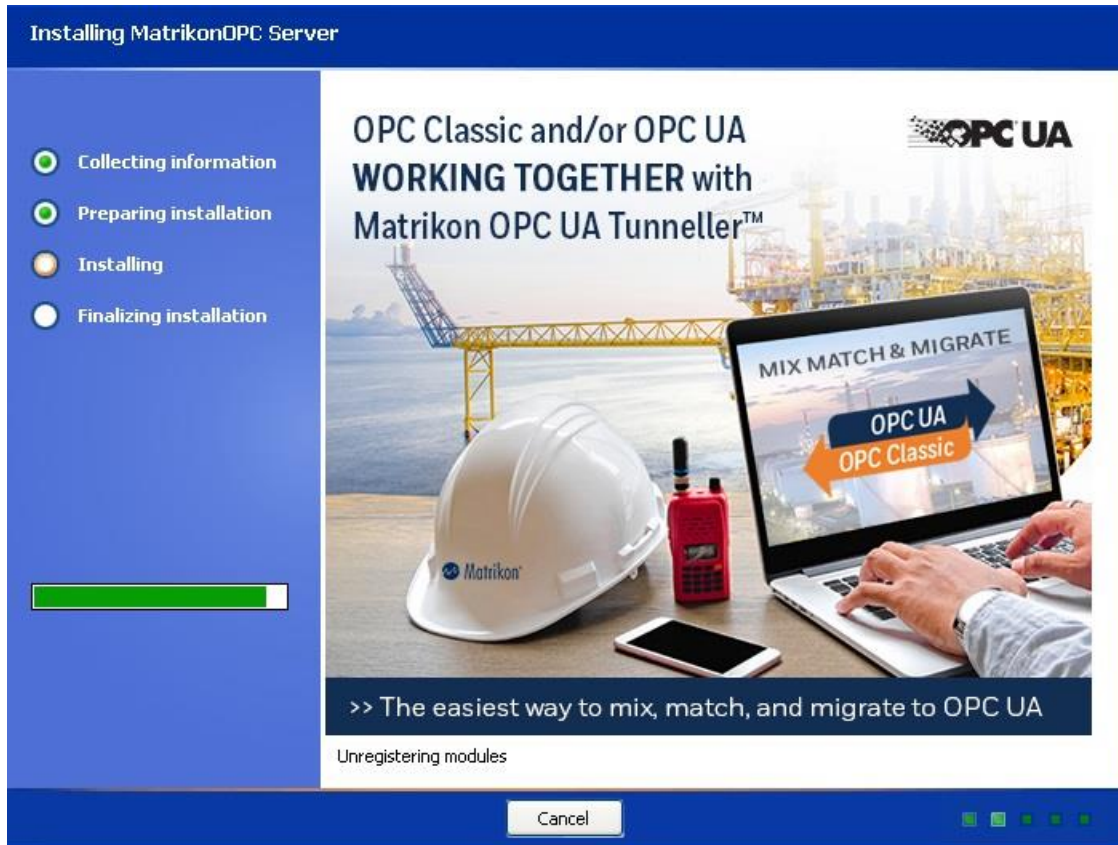 Installing MatrikonOPC Server
Collecting information
Preparing installation
Installing
Finalizing installation
OPC Classic and/or OPC UA
WORKING TOGETHER with
Matrikon OPC UA Tunneller™
OPC UA
MIX MATCH & MIGRATE
OPC UA
OPC Classic
Matrikon
>> The easiest way to mix, match, and migrate to OPC UA
Unregistering modules
Cancel